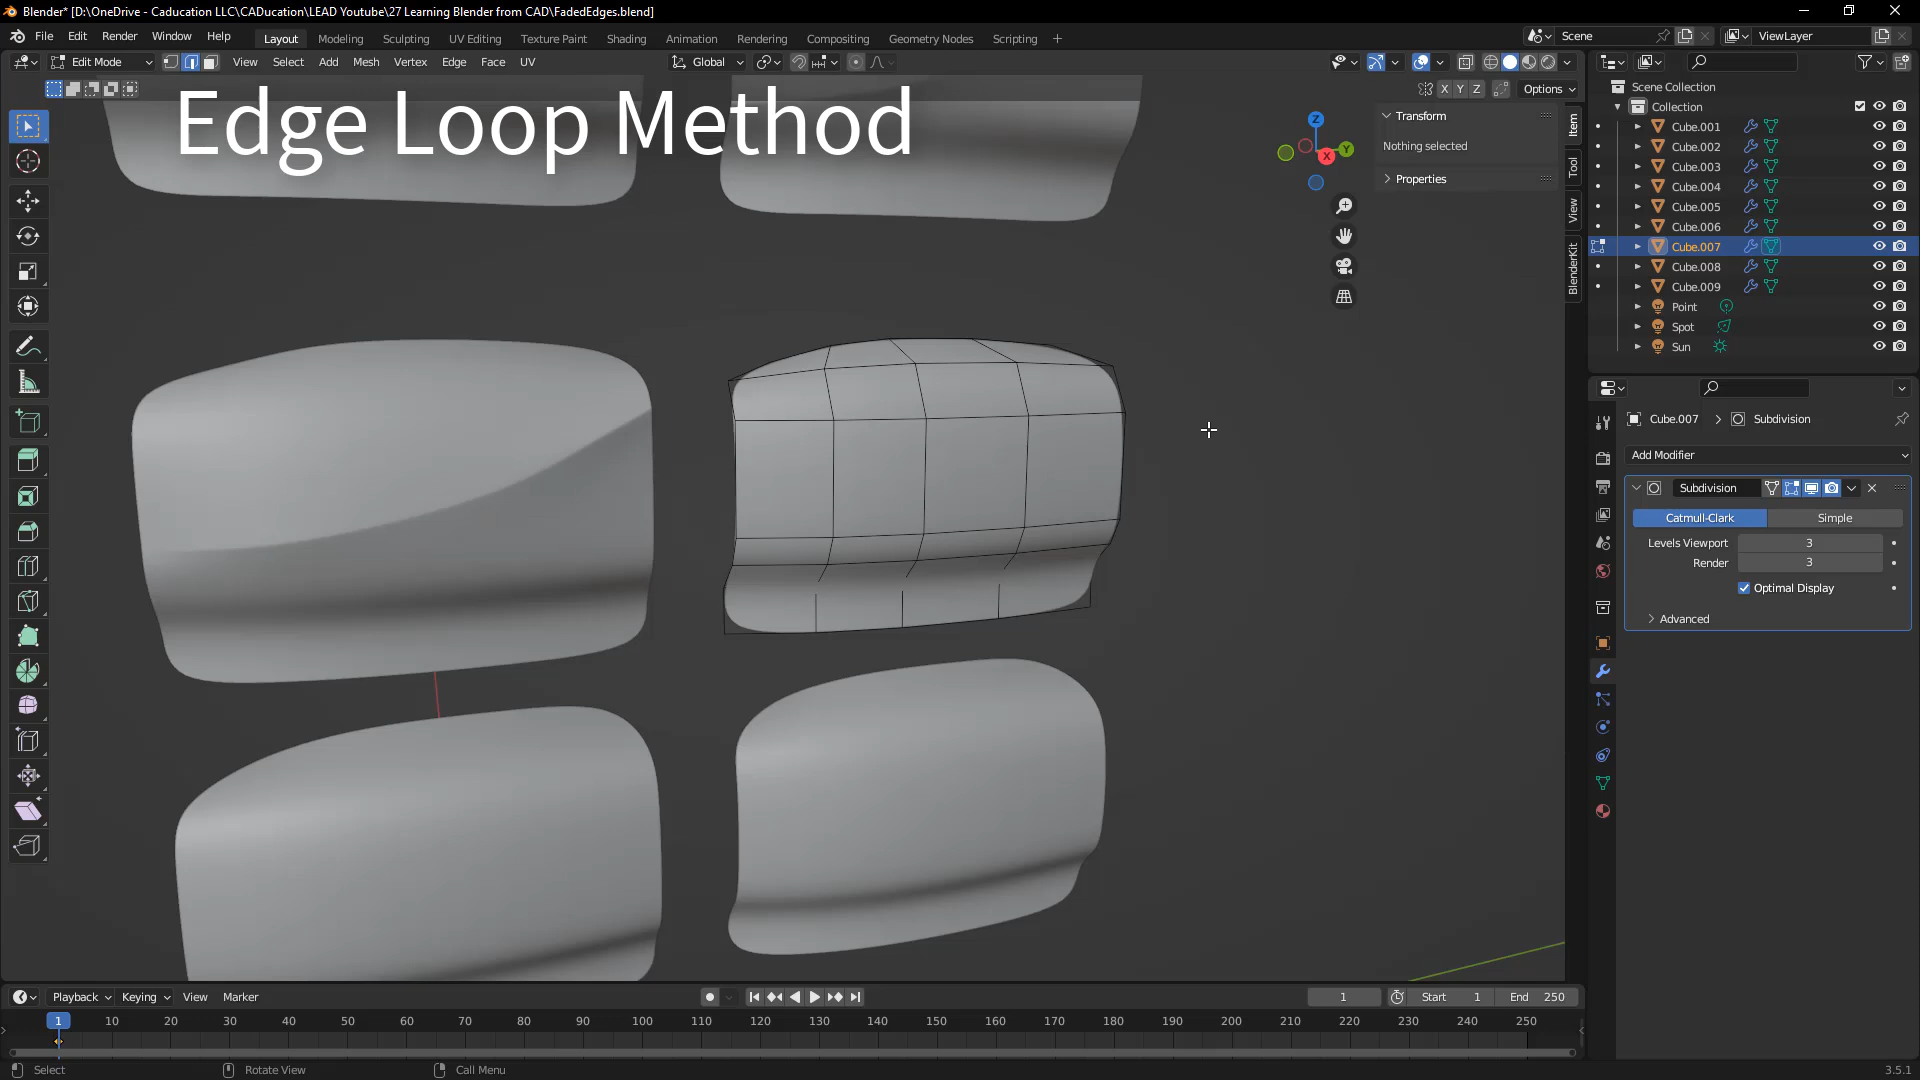 Blender* [D:\OneDrive - Caducation LLC\CADucation\LEAD Youtube\27 Learning Blender from CAD\FadedEdges.blend]
File Edit Render Window Help Layout Modeling Sculpting UV Editing Texture Paint Shading Animation Rendering Compositing Geometry Nodes Scripting + Scene ViewLayer
Edit Mode View Select Add Mesh Vertex Edge Face UV Global
X Y Z Options
Edge Loop Method
Transform
Nothing selected
Properties
Item
Tool
View
BlenderKit
Z
Y
X
Scene Collection
Collection
Cube.001
Cube.002
Cube.003
Cube.004
Cube.005
Cube.006
Cube.007
Cube.008
Cube.009
Point
Spot
Sun
Cube.007 > Subdivision
Add Modifier
Subdivision
Catmull-Clark Simple
Levels Viewport 3
Render 3
Optimal Display
Advanced
Playback Keying View Marker 1 Start 1 End 250
1 10 20 30 40 50 60 70 80 90 100 110 120 130 140 150 160 170 180 190 200 210 220 230 240 250
Select Rotate View Call Menu 3.5.1